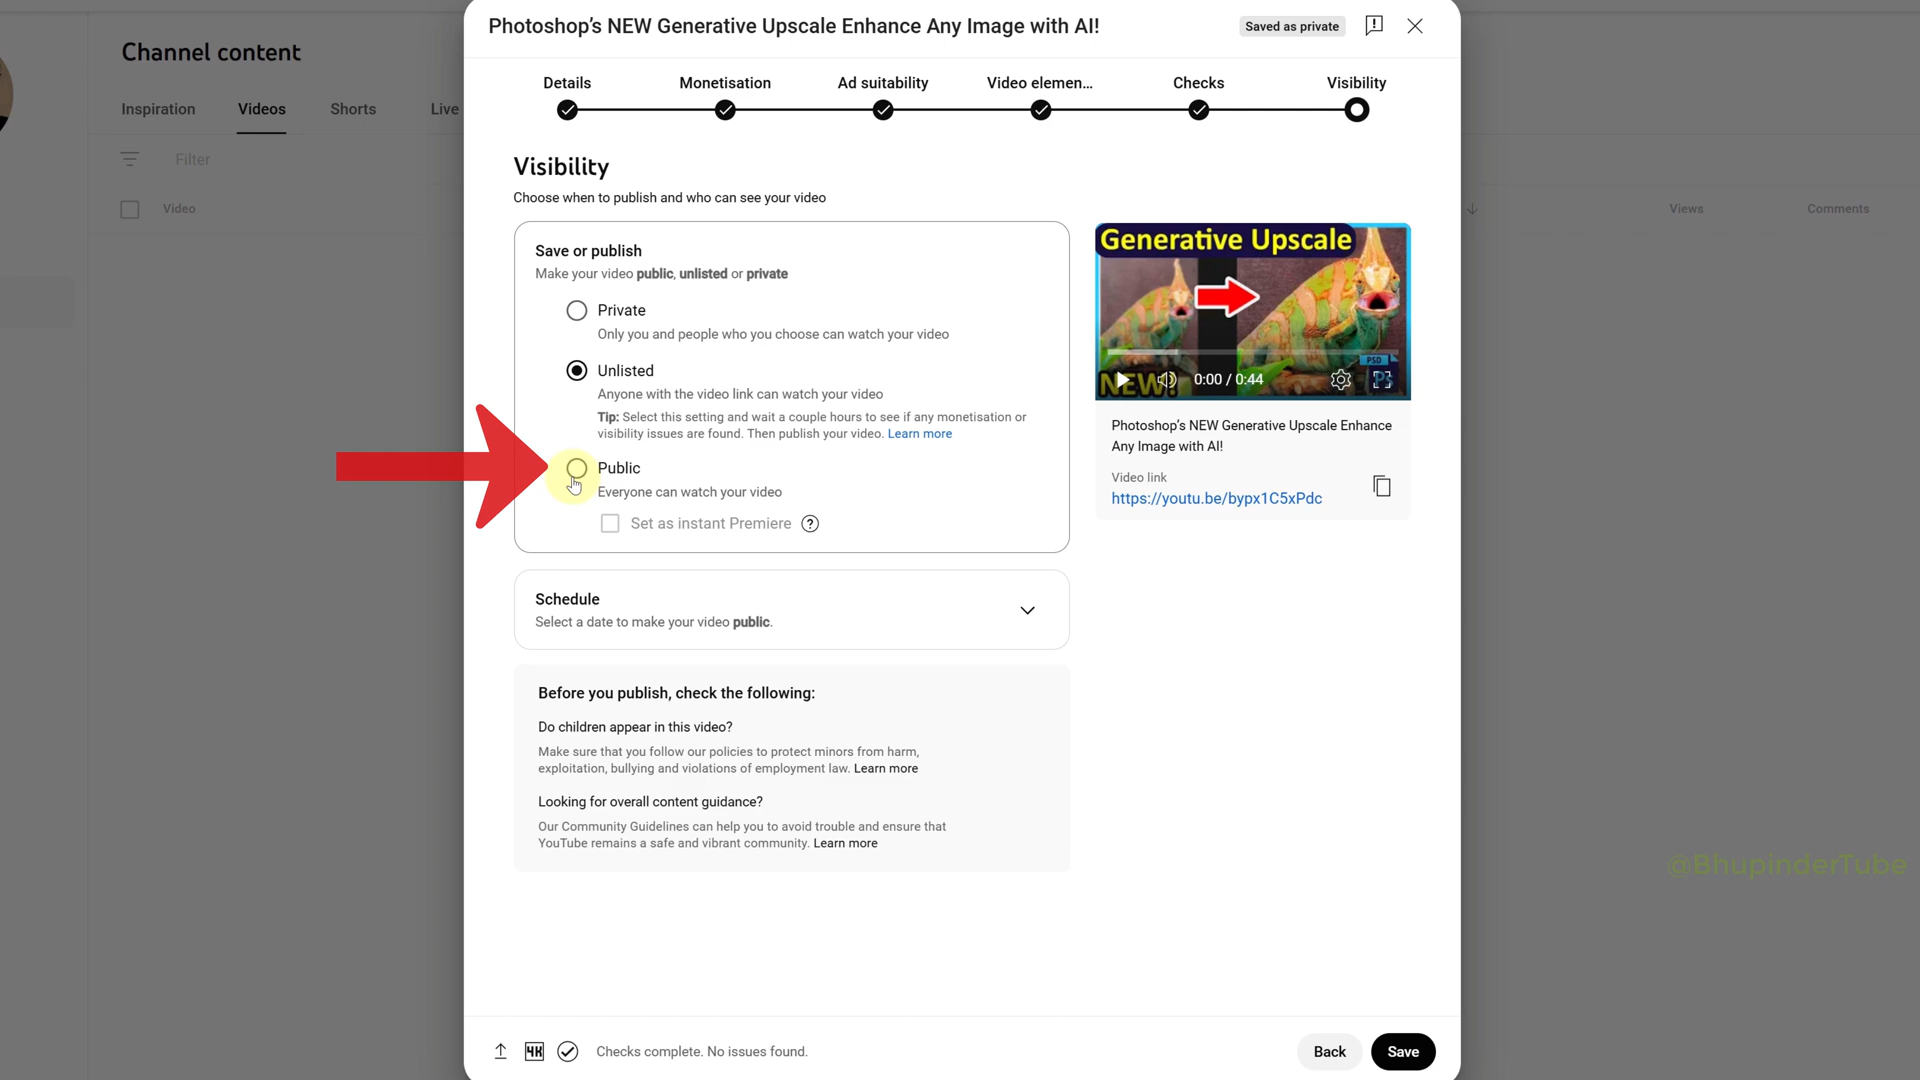 Photoshop's NEW Generative Upscale Enhance Any Image with AI!
Saved as private
Channel content
Details
Monetisation
Ad suitability
Video elemen...
Checks
Visibility
Inspiration
Videos
Shorts
Live
Filter
Video
Views
Comments
Visibility
Choose when to publish and who can see your video
Save or publish
Make your video public, unlisted or private
Private
Only you and people who you choose can watch your video
Unlisted
Anyone with the video link can watch your video
Tip: Select this setting and wait a couple hours to see if any monetisation or
visibility issues are found. Then publish your video. Learn more
Public
Everyone can watch your video
Set as instant Premiere ?
Generative Upscale
PSD
Ps
NEW!
0:00 / 0:44
Photoshop's NEW Generative Upscale Enhance
Any Image with AI!
Video link
https://youtu.be/bypx1C5xPdc
Schedule
Select a date to make your video public.
Before you publish, check the following:
Do children appear in this video?
Make sure that you follow our policies to protect minors from harm,
exploitation, bullying and violations of employment law. Learn more
Looking for overall content guidance?
Our Community Guidelines can help you to avoid trouble and ensure that
YouTube remains a safe and vibrant community. Learn more
@BhupinderTube
4K
Checks complete. No issues found.
Back
Save